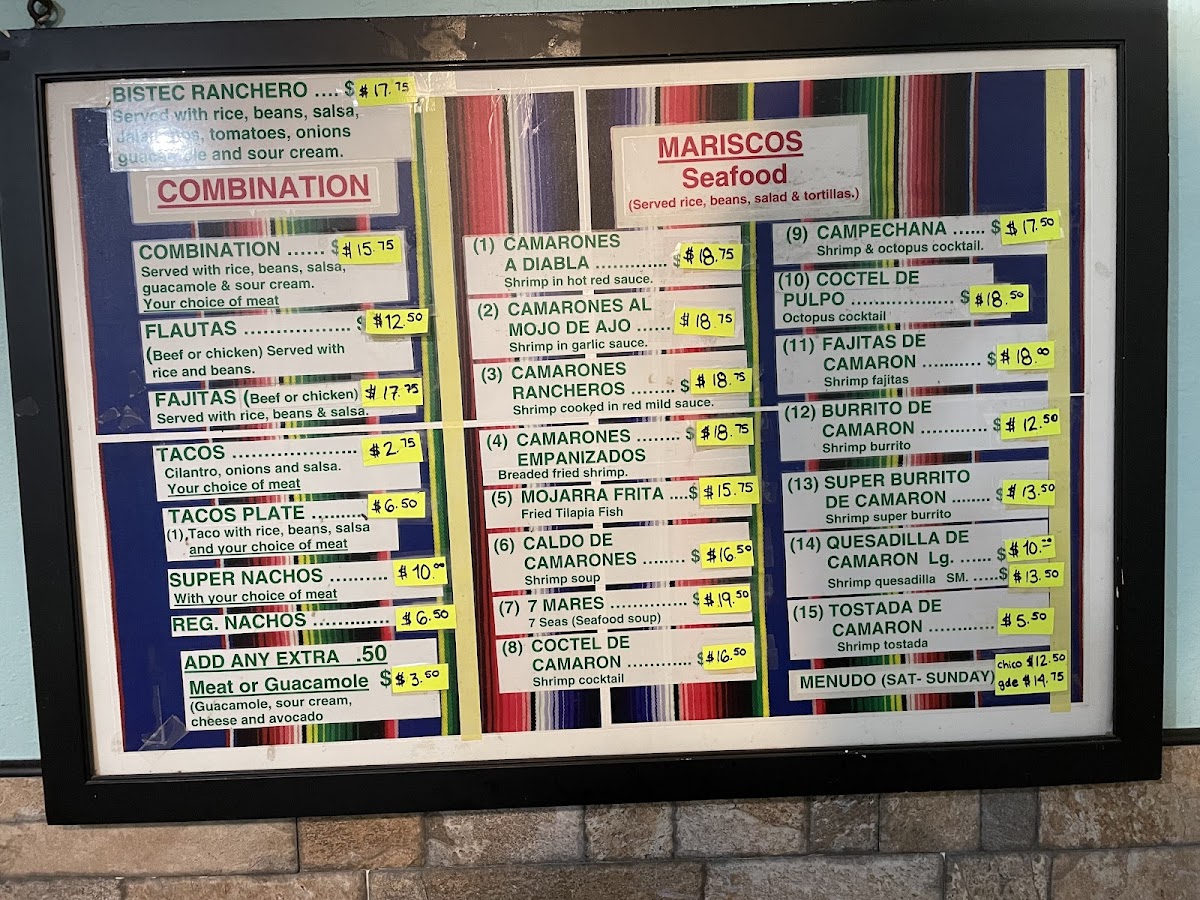 BISTEC RANCHERO .... $ $17.75
Served with rice, beans, salsa,
tomatoes, onions
guacamole and sour cream.
COMBINATION
COMBINATION ...... $ $15.75
Served with rice, beans, salsa,
guacamole & sour cream.
Your choice of meat
FLAUTAS ........................ $ $12.50
(Beef or chicken) Served with
rice and beans.
FAJITAS (Beef or chicken) $17.75
Served with rice, beans & salsa.
TACOS ............................ $2.75
Cilantro, onions and salsa.
Your choice of meat
TACOS PLATE ......... $6.50
(1),Taco with rice, beans, salsa
and your choice of meat
SUPER NACHOS .......... $10.00
With your choice of meat
REG. NACHOS ............. $6.50
ADD ANY EXTRA .50
Meat or Guacamole $ $3.50
(Guacamole, sour cream,
cheese and avocado
MARISCOS
Seafood
(Served rice, beans, salad & tortillas.)
(1) CAMARONES
A DIABLA ............. $ $18.75
Shrimp in hot red sauce.
(2) CAMARONES AL
MOJO DE AJO ...... $18.75
Shrimp in garlic sauce.
(3) CAMARONES
RANCHEROS ........ $ $18.75
Shrimp cooked in red mild sauce.
(4) CAMARONES ........ $ $18.75
EMPANIZADOS
Breaded fried shrimp.
(5) MOJARRA FRITA ....$ $15.75
Fried Tilapia Fish
(6) CALDO DE
CAMARONES ........ $ $16.50
Shrimp soup
(7) 7 MARES .............. $ $19.50
7 Seas (Seafood soup)
(8) COCTEL DE
CAMARON ............. $ $16.50
Shrimp cocktail
(9) CAMPECHANA ...... $ $17.50
Shrimp & octopus cocktail.
(10) COCTEL DE
PULPO .................... $ $18.50
Octopus cocktail
(11) FAJITAS DE
CAMARON ........... $ $18.00
Shrimp fajitas
(12) BURRITO DE
CAMARON ............ $ $12.50
Shrimp burrito
(13) SUPER BURRITO
DE CAMARON ........ $ $13.50
Shrimp super burrito
(14) QUESADILLA DE
CAMARON Lg. ..... $ $10.00
Shrimp quesadilla SM. .....$ $13.50
(15) TOSTADA DE
CAMARON ........... $5.50
Shrimp tostada
MENUDO (SAT- SUNDAY) chico $12.50
gde $14.75